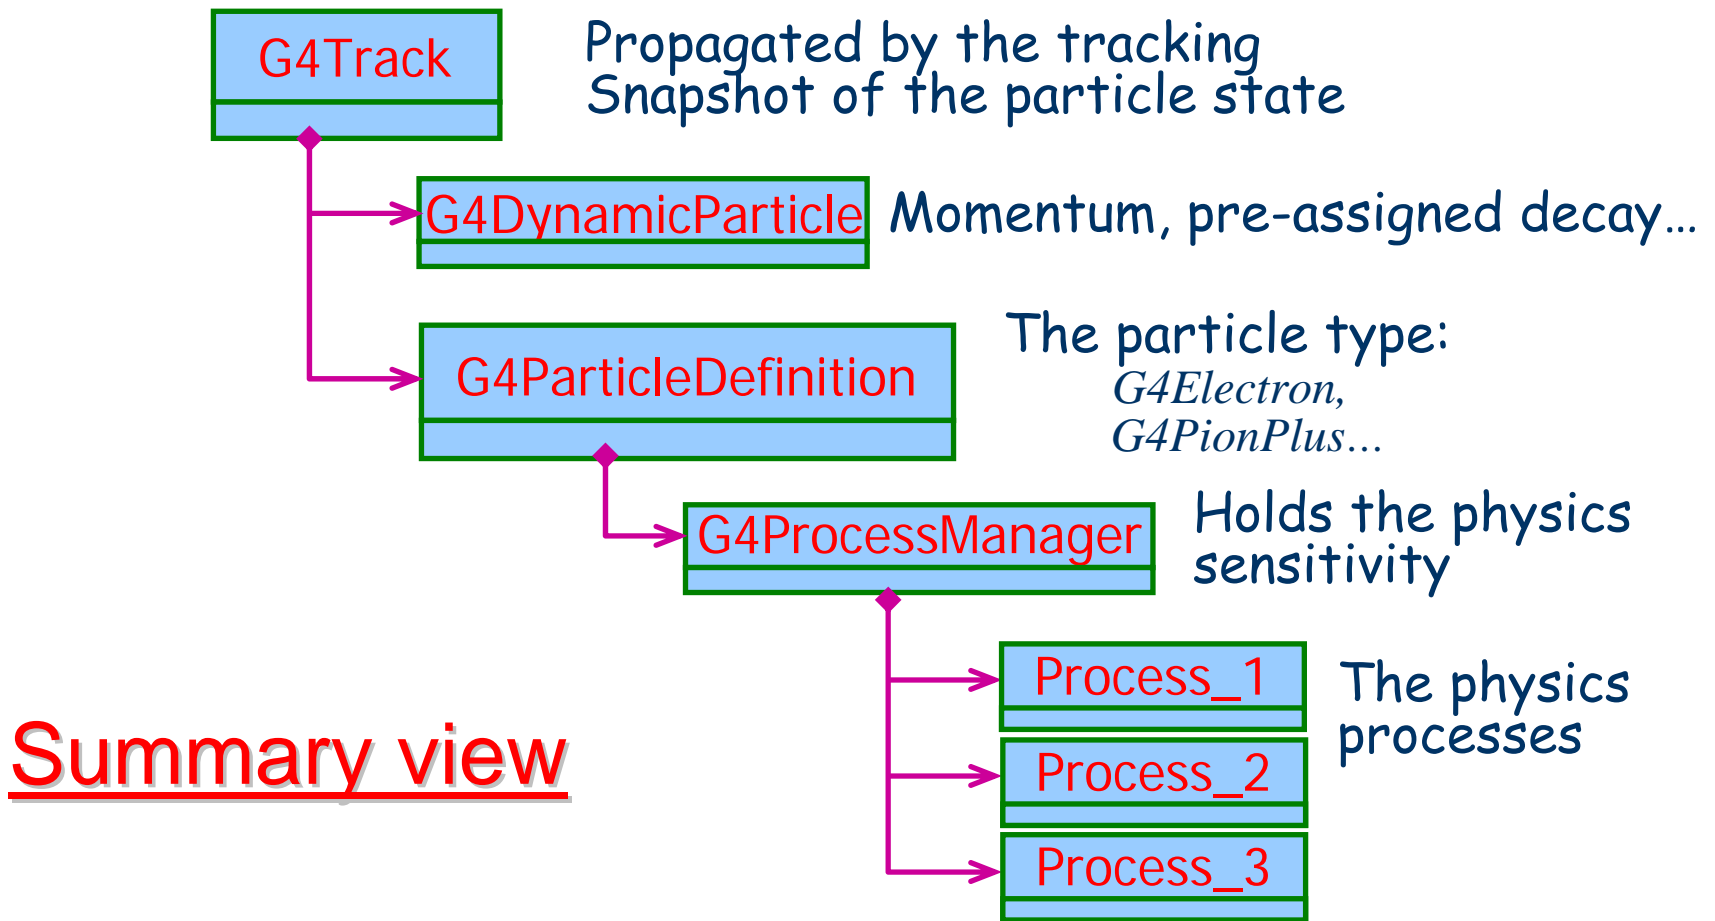 G4Track
Propagated by the tracking
Snapshot of the particle state
G4DynamicParticle
Momentum, pre-assigned decay…
G4ParticleDefinition
The particle type:
G4Electron,
G4PionPlus…
G4ProcessManager
Holds the physics
sensitivity
Process_1
The physics
processes
Process_2
Process_3
Summary view